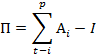 Π = ∑_{t-i}^{p} A_i − I